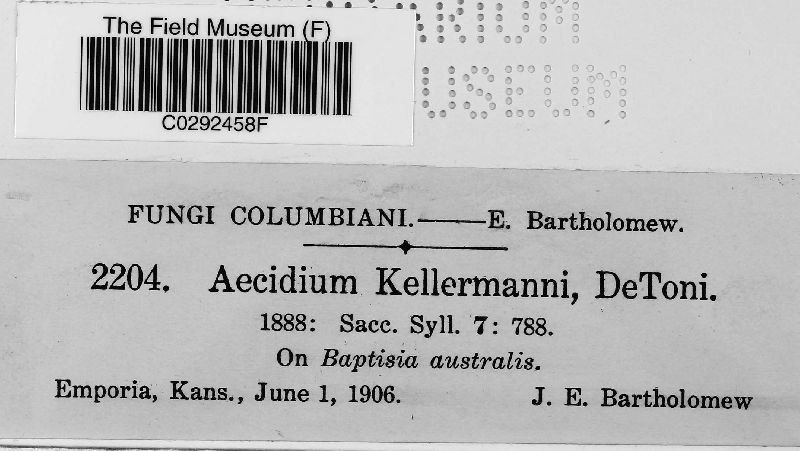 The Field Museum (F)
C0292458F
USEUM
FUNGI COLUMBIANI.——E. Bartholomew.
2204. Aecidium Kellermanni, DeToni.
1888: Sacc. Syll. 7: 788.
On Baptisia australis.
Emporia, Kans., June 1, 1906. J. E. Bartholomew